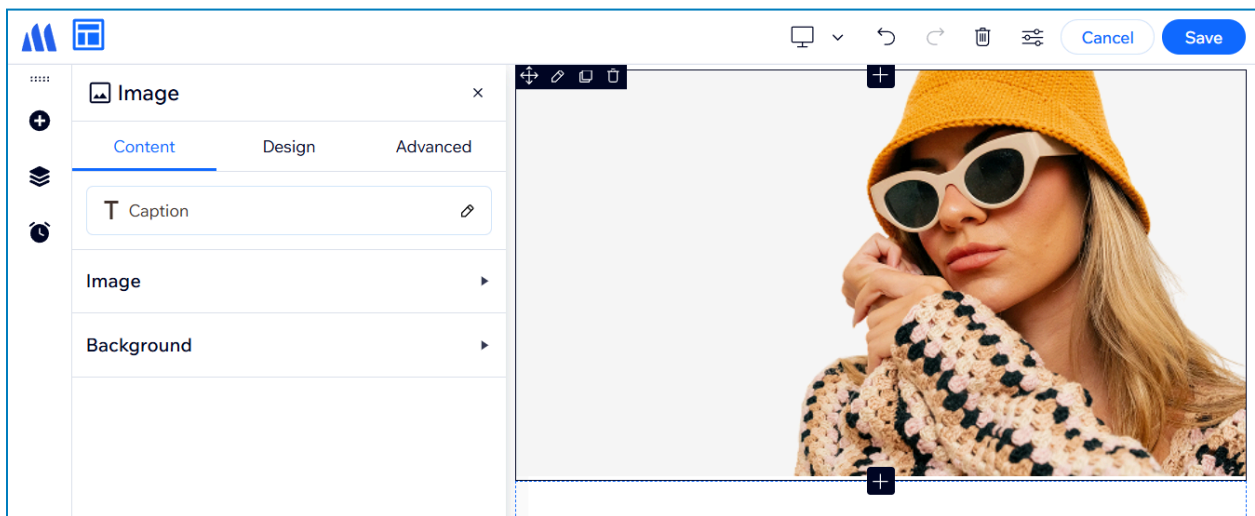 Cancel
Save
Image
Content Design Advanced
T Caption
Image
Background